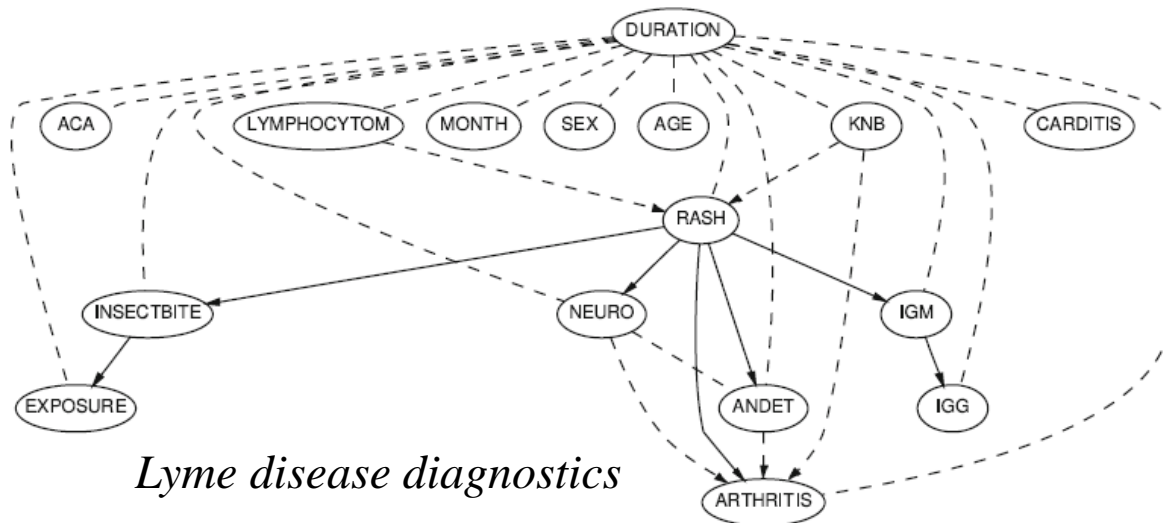 DURATION
ACA LYMPHOCYTOM MONTH SEX AGE KNB CARDITIS
RASH
INSECTBITE NEURO IGM
EXPOSURE ANDET IGG
Lyme disease diagnostics
ARTHRITIS